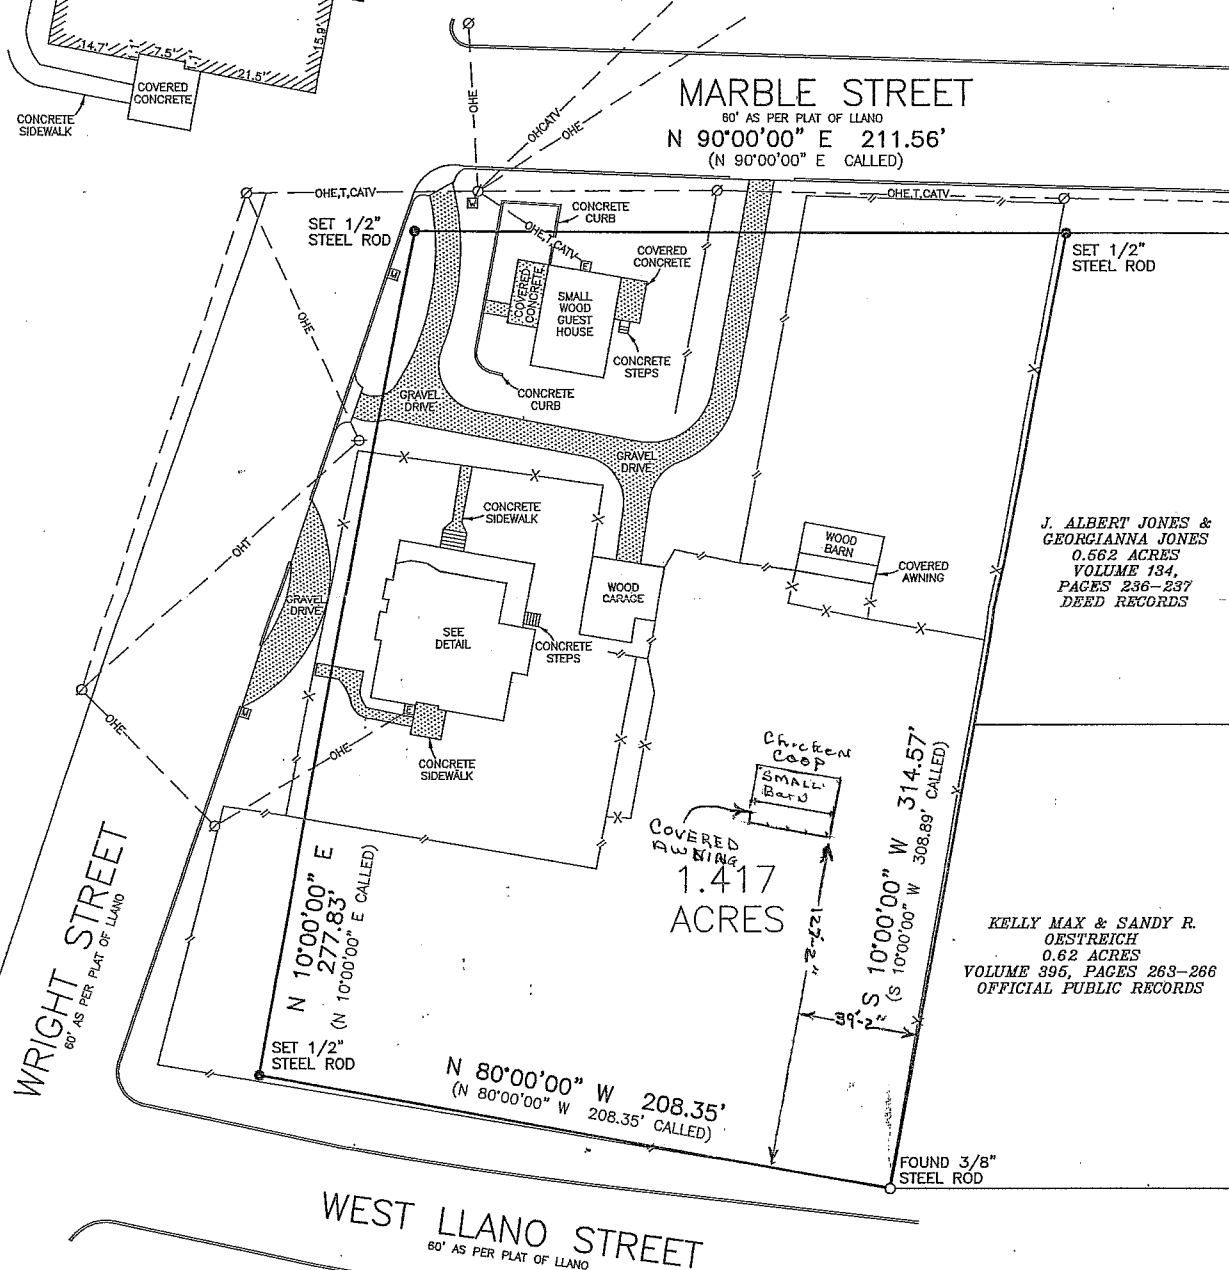 14.7'
7.5'
21.5'
15.9'
COVERED
CONCRETE
CONCRETE
SIDEWALK
OHE
OHCATV
OHE
MARBLE STREET
60' AS PER PLAT OF LLANO
N 90°00'00" E 211.56'
(N 90°00'00" E CALLED)
OHE,T,CATV
OHE,T,CATV
SET 1/2"
STEEL ROD
M
CONCRETE
CURB
OHE,T,CATV
E
COVERED
CONCRETE
SET 1/2"
STEEL ROD
M
COVERED
CONCRETE
SMALL
WOOD
GUEST
HOUSE
OHE
CONCRETE
STEPS
CONCRETE
CURB
GRAVEL
DRIVE
GRAVEL
DRIVE
CONCRETE
SIDEWALK
OHT
WOOD
BARN
COVERED
AWNING
J. ALBERT JONES &
GEORGIANNA JONES
0.562 ACRES
VOLUME 134,
PAGES 236-237
DEED RECORDS
GRAVEL
DRIVE
WOOD
GARAGE
SEE
DETAIL
CONCRETE
STEPS
M
E
OHE
OHE
CONCRETE
SIDEWALK
Chicken
Coop
SMALL
Barn
COVERED
AWNING
1.417
ACRES
127'-2"
39'-2"
S 10°00'00" W 314.57'
(S 10°00'00" W 308.89' CALLED)
N 10°00'00" E
277.83'
(N 10°00'00" E CALLED)
WRIGHT STREET
60' AS PER PLAT OF LLANO
KELLY MAX & SANDY R.
OESTREICH
0.62 ACRES
VOLUME 395, PAGES 263-266
OFFICIAL PUBLIC RECORDS
SET 1/2"
STEEL ROD
N 80°00'00" W 208.35'
(N 80°00'00" W 208.35' CALLED)
FOUND 3/8"
STEEL ROD
WEST LLANO STREET
60' AS PER PLAT OF LLANO